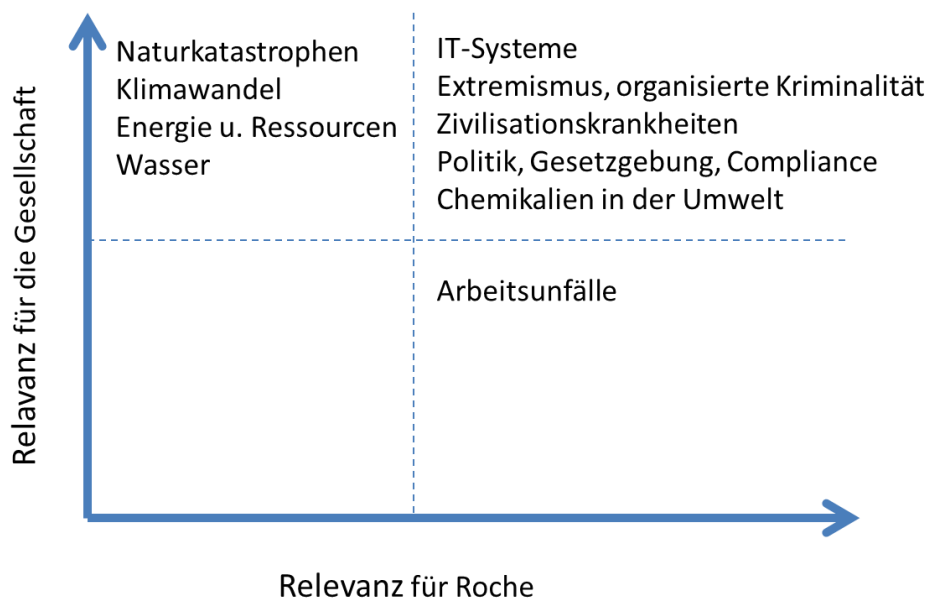 Naturkatastrophen
Klimawandel
Energie u. Ressourcen
Wasser
IT-Systeme
Extremismus, organisierte Kriminalität
Zivilisationskrankheiten
Politik, Gesetzgebung, Compliance
Chemikalien in der Umwelt
Arbeitsunfälle
Relavanz für die Gesellschaft
Relevanz für Roche